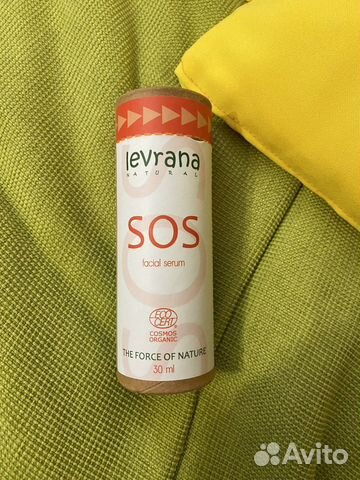 levrana
NATURAL
SOS
facial serum
ECO
CERT
COSMOS
ORGANIC
THE FORCE OF NATURE
30 ml
Avito